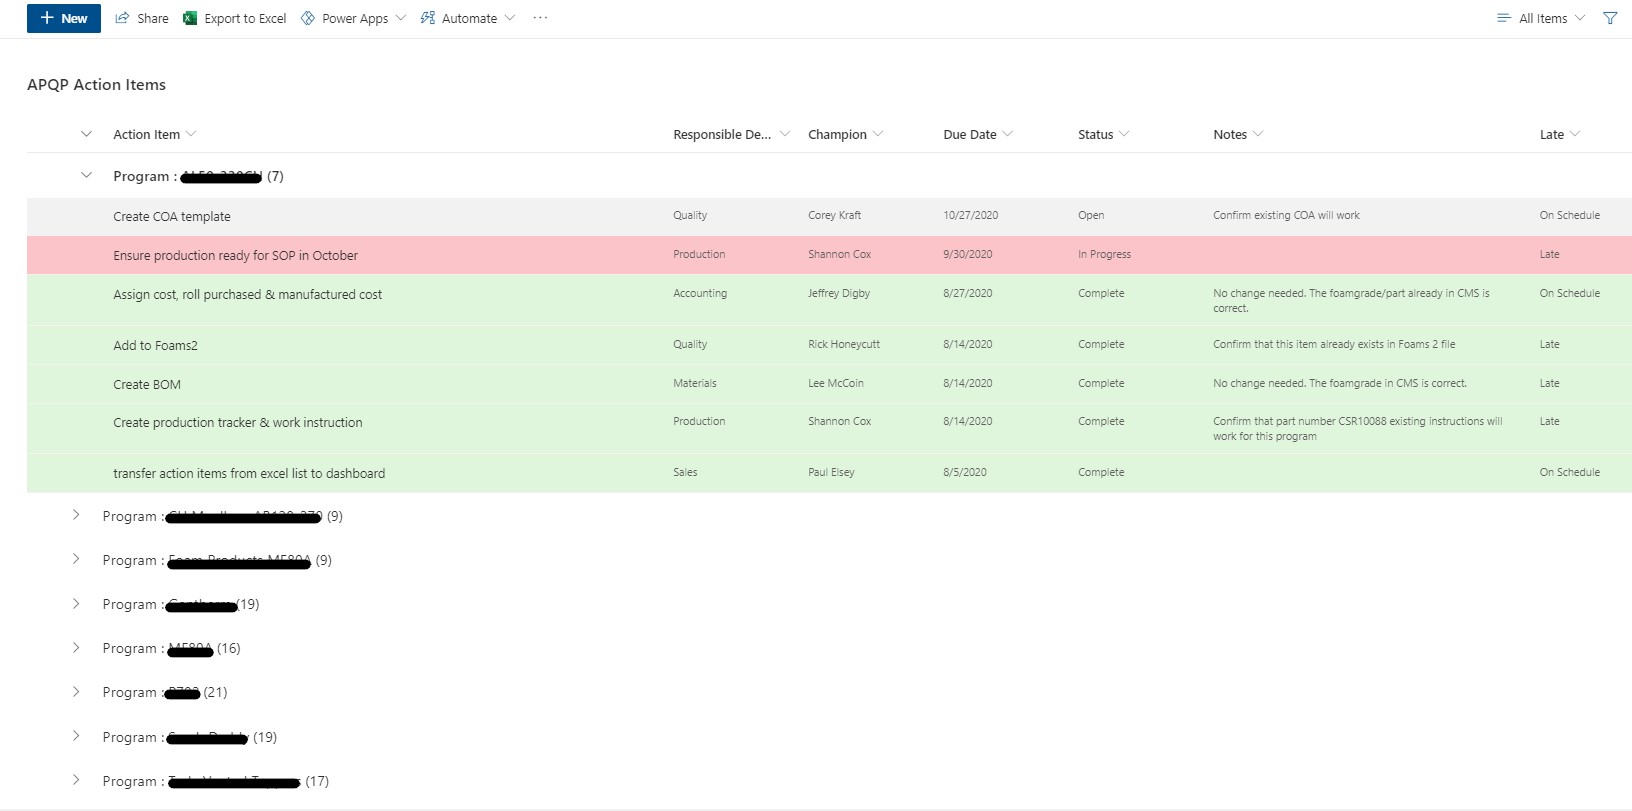 New Share Export to Excel Power Apps Automate ··· All Items
APQP Action Items
Action Item Responsible De... Champion Due Date Status Notes Late
Program : (7)
Create COA template Quality Corey Kraft 10/27/2020 Open Confirm existing COA will work On Schedule
Ensure production ready for SOP in October Production Shannon Cox 9/30/2020 In Progress Late
Assign cost, roll purchased & manufactured cost Accounting Jeffrey Digby 8/27/2020 Complete No change needed. The foamgrade/part already in CMS is On Schedule
correct.
Add to Foams2 Quality Rick Honeycutt 8/14/2020 Complete Confirm that this item already exists in Foams 2 file Late
Create BOM Materials Lee McCoin 8/14/2020 Complete No change needed. The foamgrade in CMS is correct. Late
Create production tracker & work instruction Production Shannon Cox 8/14/2020 Complete Confirm that part number CSR10088 existing instructions will Late
work for this program
transfer action items from excel list to dashboard Sales Paul Elsey 8/5/2020 Complete On Schedule
Program : (9)
Program : (9)
Program : (19)
Program : (16)
Program : (21)
Program : (19)
Program : (17)